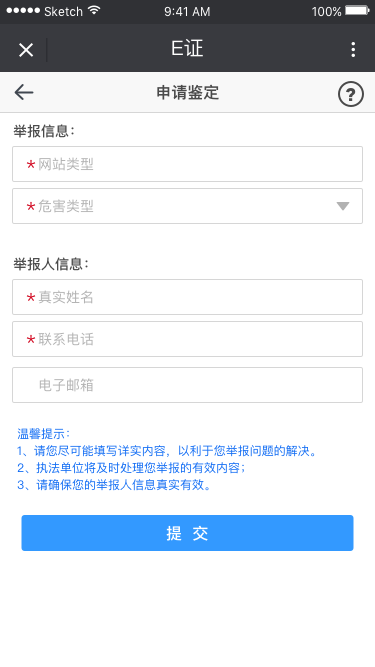 Sketch 9:41 AM 100%
E证
申请鉴定
举报信息：
*网站类型
*危害类型
举报人信息：
*真实姓名
*联系电话
电子邮箱
温馨提示：
1、请您尽可能填写详实内容，以利于您举报问题的解决。
2、执法单位将及时处理您举报的有效内容；
3、请确保您的举报人信息真实有效。
提 交